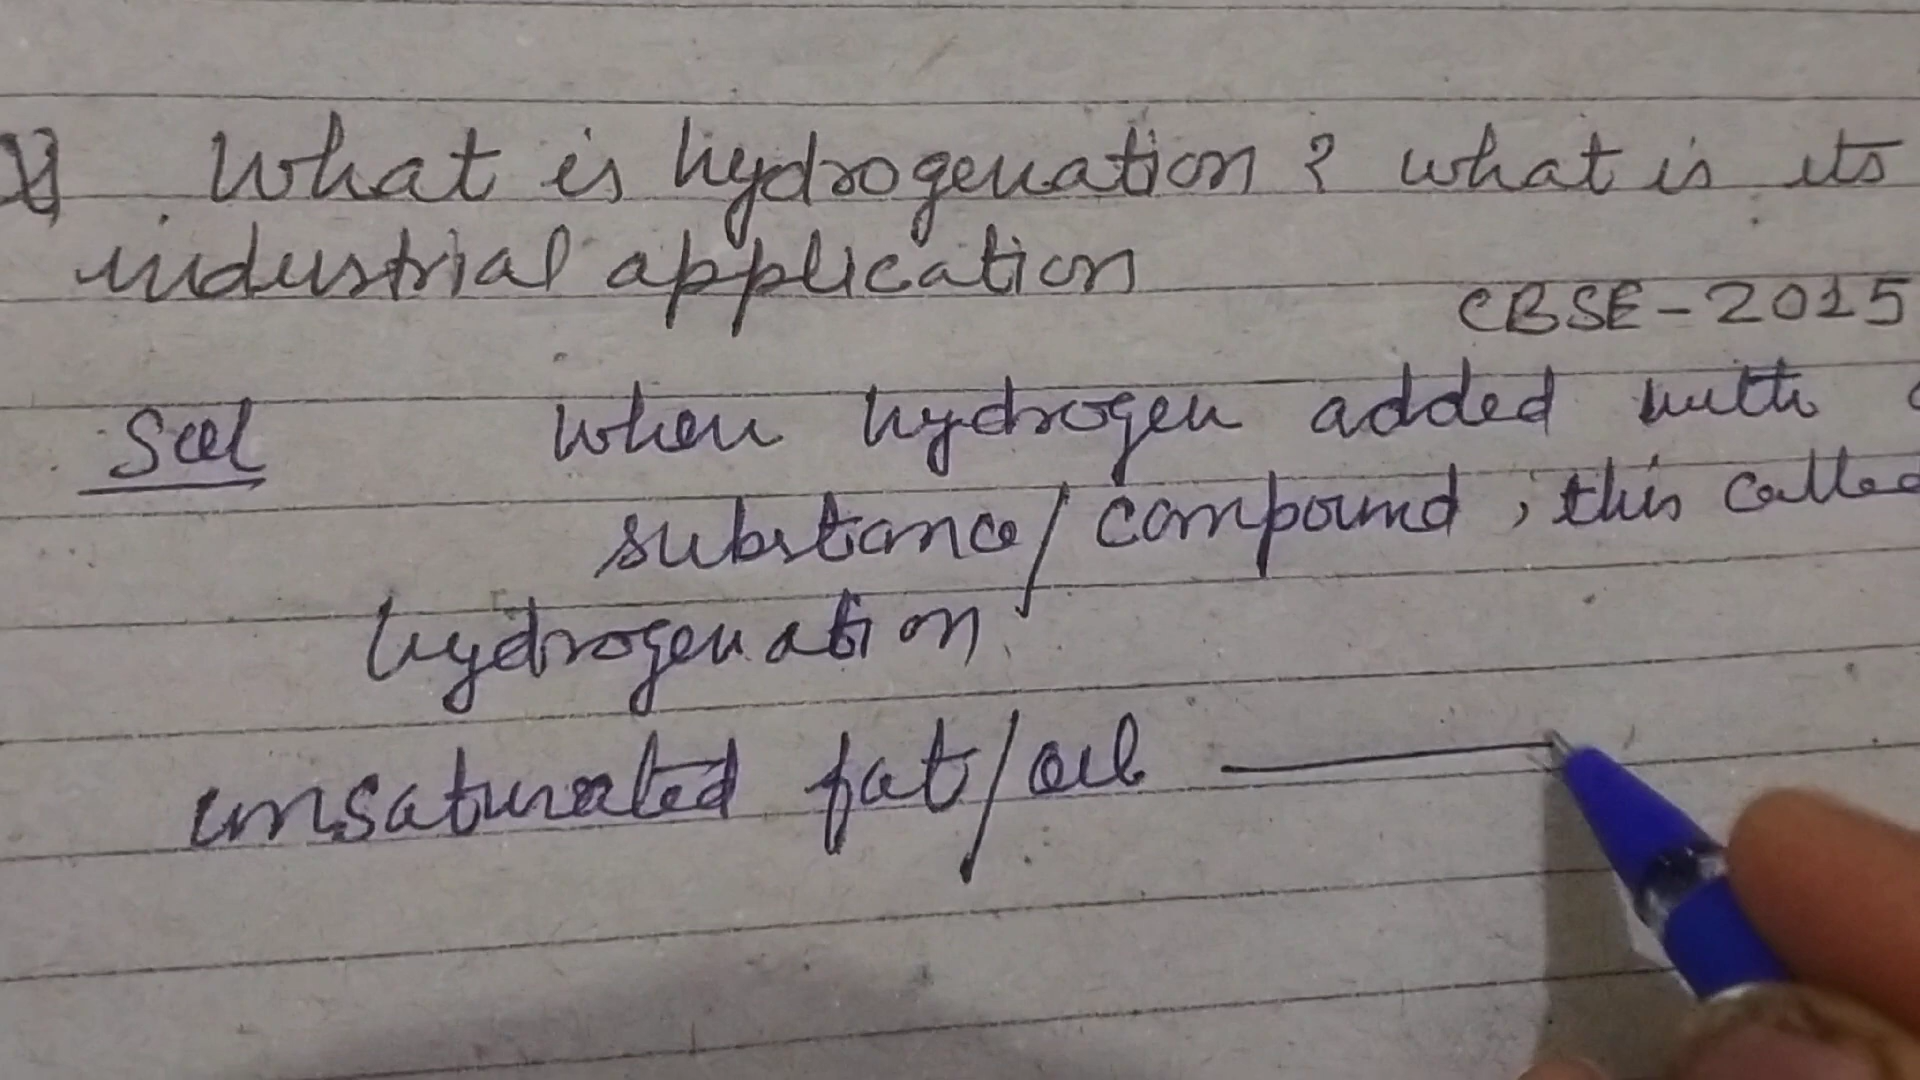 What is hydrogenation? what is its
industrial application
CBSE-2015
Sol when hydrogen added with
substance/compound, this called
hydrogenation
unsaturated fat/oil